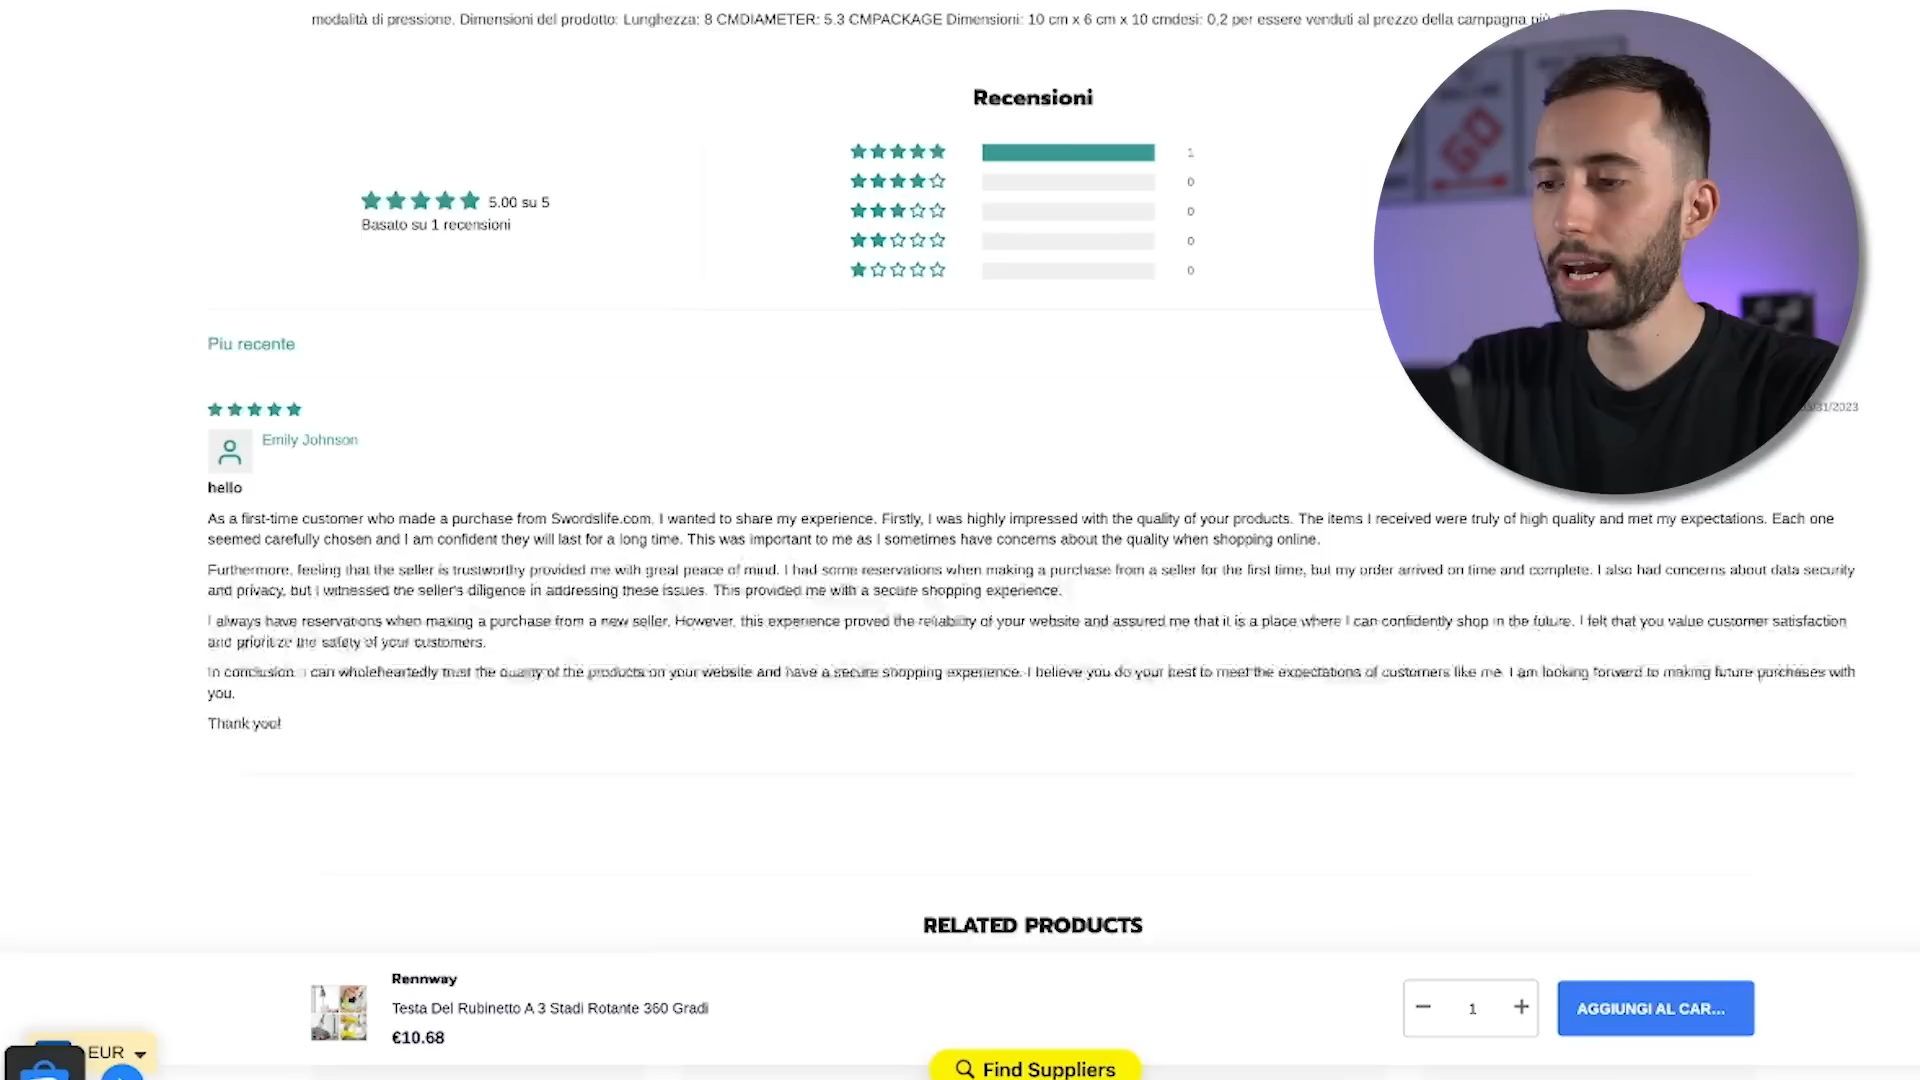 modalità di pressione. Dimensioni del prodotto: Lunghezza: 8 CMDIAMETER: 5.3 CMPACKAGE Dimensioni: 10 cm x 6 cm x 10 cmdesi: 0,2 per essere venduti al prezzo della campagna più
GO
Recensioni
1
5.00 su 5
0
Basato su 1 recensioni
0
0
0
Piu recente
/31/2023
Emily Johnson
hello
As a first-time customer who made a purchase from Swordslife.com, I wanted to share my experience. Firstly, I was highly impressed with the quality of your products. The items I received were truly of high quality and met my expectations. Each one
seemed carefully chosen and I am confident they will last for a long time. This was important to me as I sometimes have concerns about the quality when shopping online.
Furthermore, feeling that the seller is trustworthy provided me with great peace of mind. I had some reservations when making a purchase from a seller for the first time, but my order arrived on time and complete. I also had concerns about data security
and privacy, but I witnessed the seller's diligence in addressing these issues. This provided me with a secure shopping experience.
I always have reservations when making a purchase from a new seller. However, this experience proved the reliability of your website and assured me that it is a place where I can confidently shop in the future. I felt that you value customer satisfaction
and prioritize the safety of your customers.
In conclusion, I can wholeheartedly trust the quality of the products on your website and have a secure shopping experience. I believe you do your best to meet the expectations of customers like me. I am looking forward to making future purchases with
you.
Thank you!
RELATED PRODUCTS
Rennway
Testa Del Rubinetto A 3 Stadi Rotante 360 Gradi
€10.68
1
AGGIUNGI AL CAR...
EUR
Find Suppliers